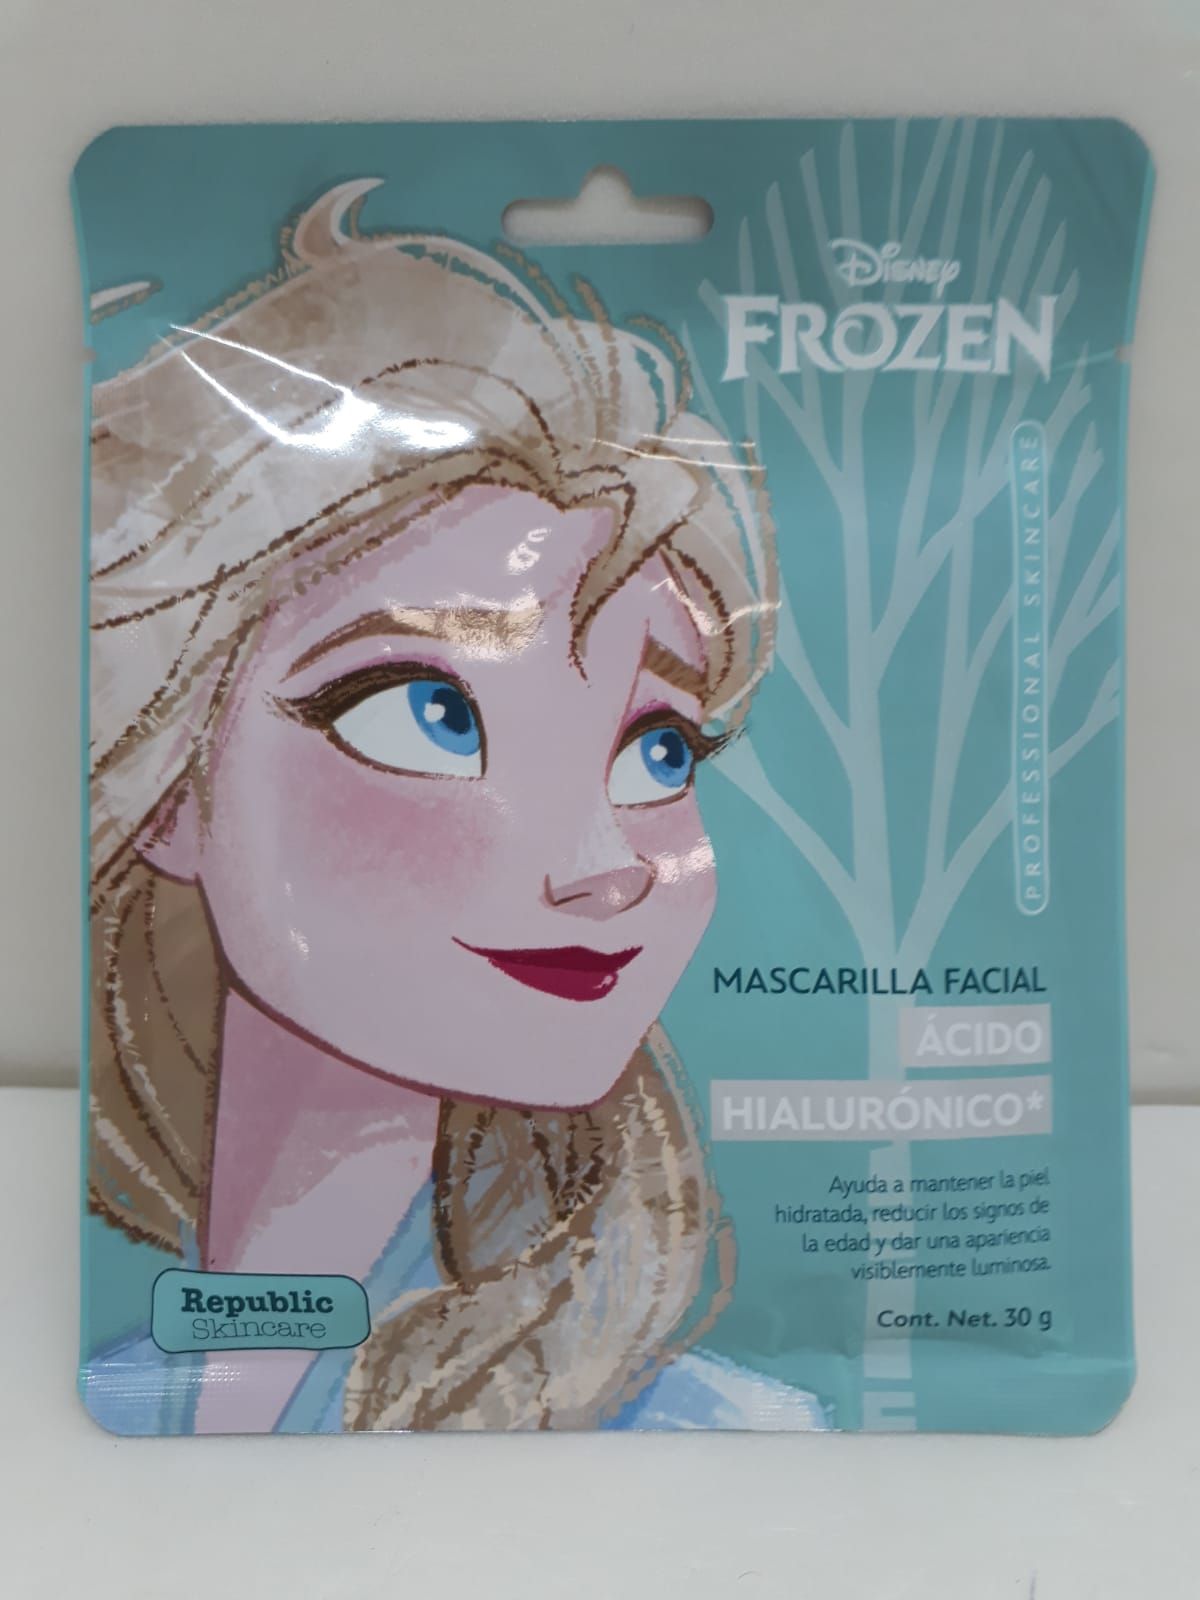 Disney
FROZEN
PROFESSIONAL SKINCARE
MASCARILLA FACIAL
ÁCIDO
HIALURÓNICO*
Ayuda a mantener la piel
hidratada, reducir los signos de
la edad y dar una apariencia
visiblemente luminosa.
Cont. Net. 30 g
Republic
Skincare